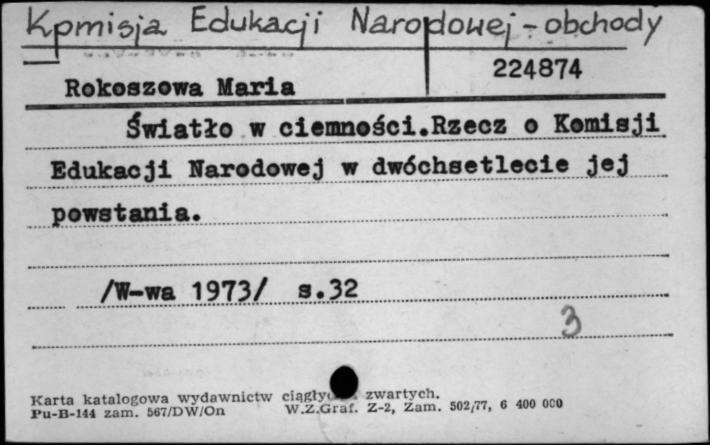 Komisja Edukacji Narodowej - obchody
224874
Rokoszowa Maria
Światło w ciemności.Rzecz o Komisji
Edukacji Narodowej w dwóchsetlecie jej
powstania.
/W-wa 1973/ s.32
3
Karta katalogowa wydawnictw zwartych.
Pu-B-144 zam. 567/DW/On W.Z.Graf. Z-2, Zam. 502/77, 6 400 000